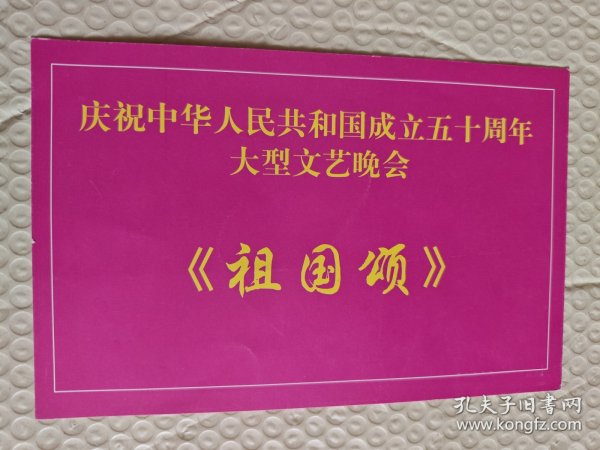 庆祝中华人民共和国成立五十周年
大型文艺晚会
《祖国颂》
孔夫子旧书网
www.kongfz.com